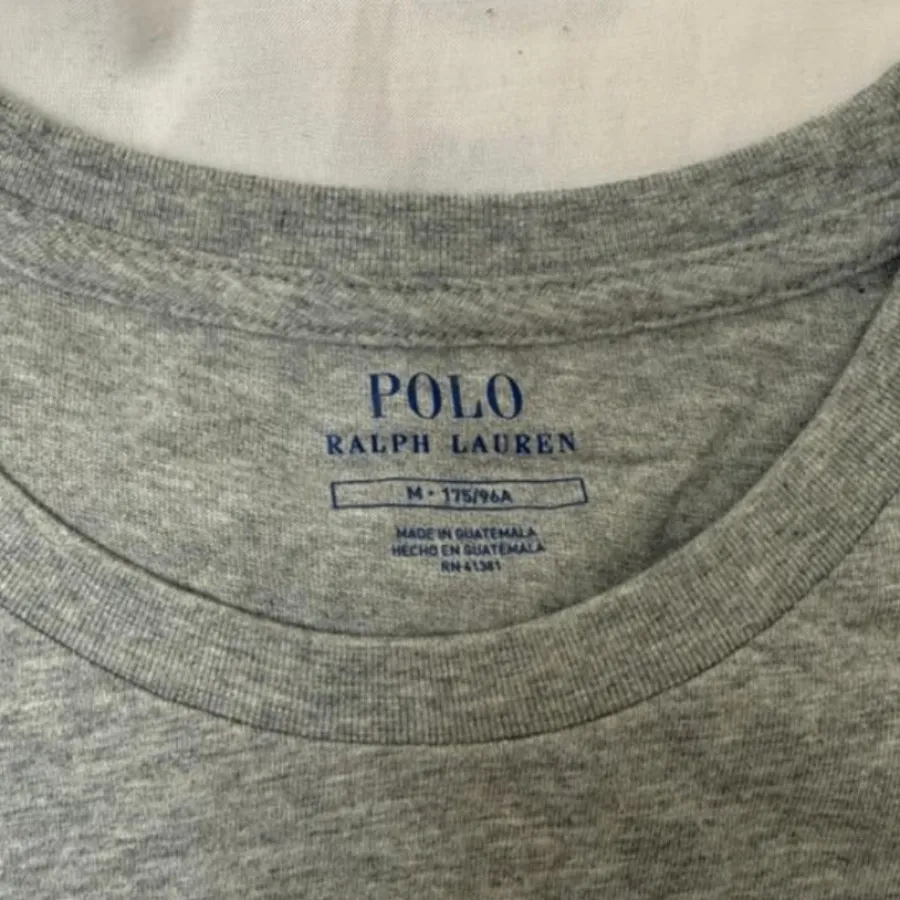 POLO
RALPH LAUREN
M • 175/96A
MADE IN GUATEMALA
HECHO EN GUATEMALA
RN 41381